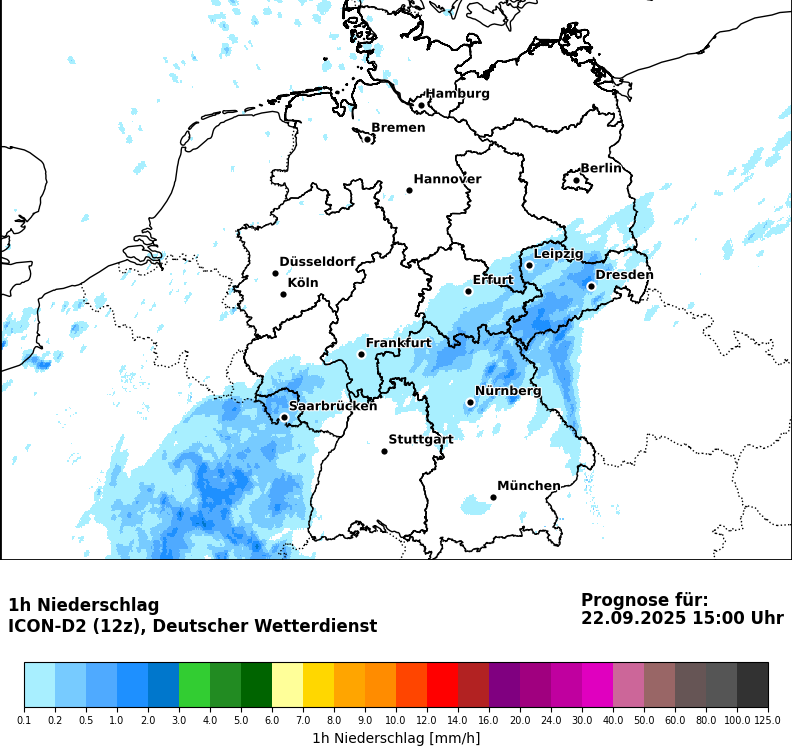 Hamburg
Bremen
Berlin
Hannover
Leipzig
Düsseldorf
Dresden
Köln
Erfurt
Frankfurt
Nürnberg
Saarbrücken
Stuttgart
München
1h Niederschlag
ICON-D2 (12z), Deutscher Wetterdienst
Prognose für:
22.09.2025 15:00 Uhr
0.1 0.2 0.5 1.0 2.0 3.0 4.0 5.0 6.0 7.0 9.0 10.0 12.0 14.0 16.0 20.0 24.0 30.0 40.0 50.0 60.0 80.0 100.0 125.0
1h Niederschlag [mm/h]